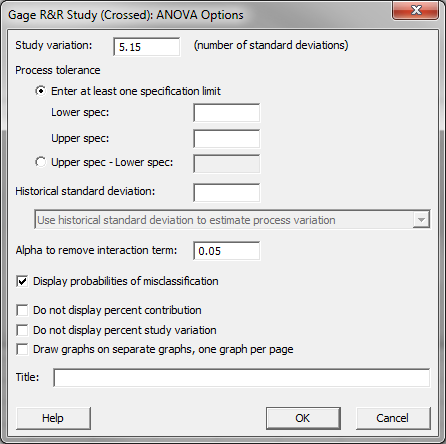 Gage R&R Study (Crossed): ANOVA Options
Study variation: 5.15 (number of standard deviations)
Process tolerance
Enter at least one specification limit
Lower spec:
Upper spec:
Upper spec - Lower spec:
Historical standard deviation:
Use historical standard deviation to estimate process variation
Alpha to remove interaction term: 0.05
Display probabilities of misclassification
Do not display percent contribution
Do not display percent study variation
Draw graphs on separate graphs, one graph per page
Title:
Help OK Cancel